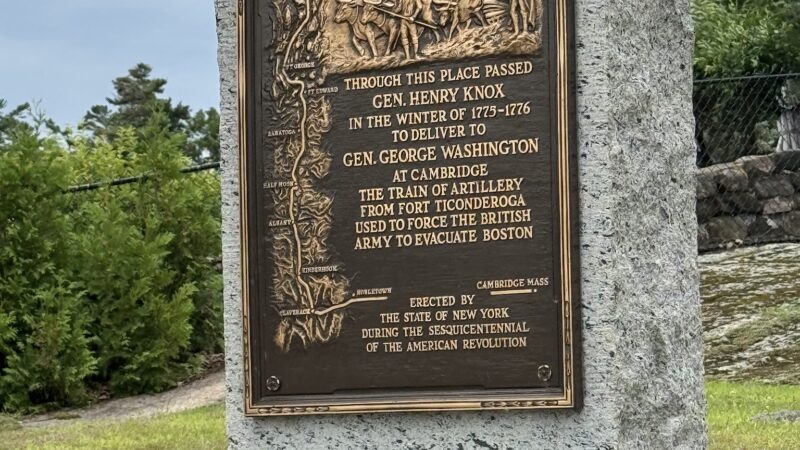 FT GEORGE
FT EDWARD
SARATOGA
HALF MOON
ALBANY
KINDERHOOK
CLAVERACK
NOBLETOWN
CAMBRIDGE MASS
THROUGH THIS PLACE PASSED
GEN. HENRY KNOX
IN THE WINTER OF 1775-1776
TO DELIVER TO
GEN. GEORGE WASHINGTON
AT CAMBRIDGE
THE TRAIN OF ARTILLERY
FROM FORT TICONDEROGA
USED TO FORCE THE BRITISH
ARMY TO EVACUATE BOSTON
ERECTED BY
THE STATE OF NEW YORK
DURING THE SESQUICENTENNIAL
OF THE AMERICAN REVOLUTION